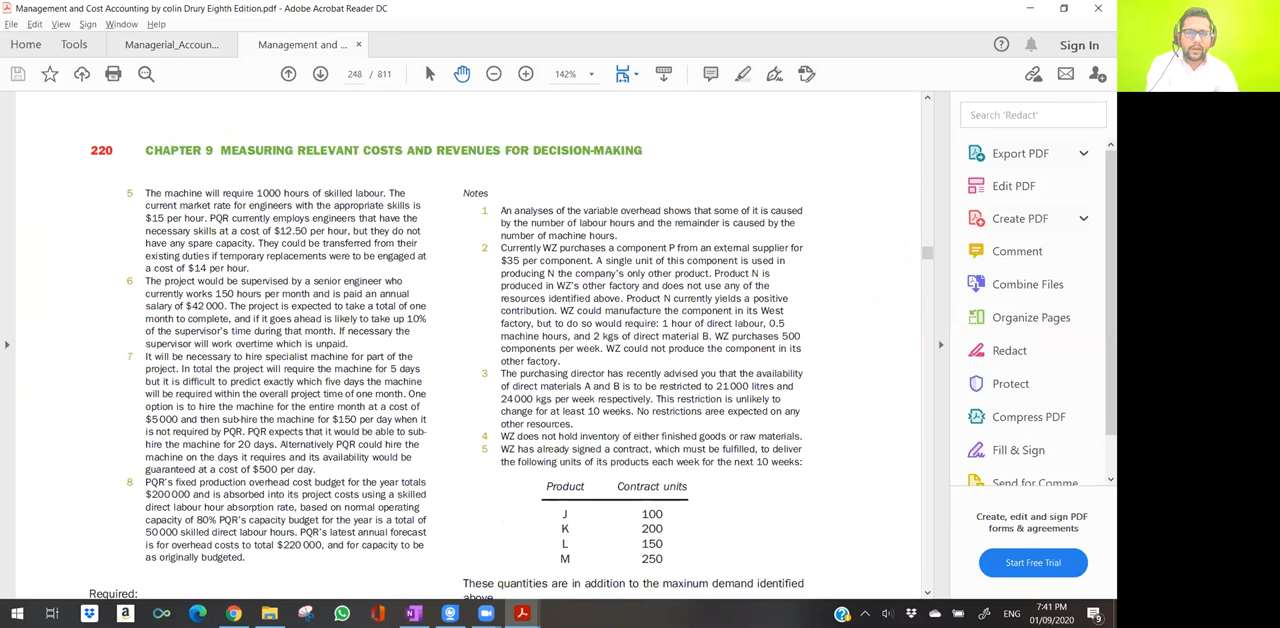 Management and Cost Accounting by colin Drury Eighth Edition.pdf - Adobe Acrobat Reader DC
File Edit View Sign Window Help
Home Tools Managerial_Accoun... Management and ... × Sign In
248 / 811 142%
220 CHAPTER 9 MEASURING RELEVANT COSTS AND REVENUES FOR DECISION-MAKING
5 The machine will require 1000 hours of skilled labour. The
current market rate for engineers with the appropriate skills is
$15 per hour. PQR currently employs engineers that have the
necessary skills at a cost of $12.50 per hour, but they do not
have any spare capacity. They could be transferred from their
existing duties if temporary replacements were to be engaged at
a cost of $14 per hour.
6 The project would be supervised by a senior engineer who
currently works 150 hours per month and is paid an annual
salary of $42 000. The project is expected to take a total of one
month to complete, and if it goes ahead is likely to take up 10%
of the supervisor's time during that month. If necessary the
supervisor will work overtime which is unpaid.
7 It will be necessary to hire specialist machine for part of the
project. In total the project will require the machine for 5 days
but it is difficult to predict exactly which five days the machine
will be required within the overall project time of one month. One
option is to hire the machine for the entire month at a cost of
$5 000 and then sub-hire the machine for $150 per day when it
is not required by PQR. PQR expects that it would be able to sub-
hire the machine for 20 days. Alternatively PQR could hire the
machine on the days it requires and its availability would be
guaranteed at a cost of $500 per day.
8 PQR's fixed production overhead cost budget for the year totals
$200 000 and is absorbed into its project costs using a skilled
direct labour hour absorption rate, based on normal operating
capacity of 80% PQR's capacity budget for the year is a total of
50 000 skilled direct labour hours. PQR's latest annual forecast
is for overhead costs to total $220 000, and for capacity to be
as originally budgeted.
Required:
Notes
1 An analyses of the variable overhead shows that some of it is caused
by the number of labour hours and the remainder is caused by the
number of machine hours.
2 Currently WZ purchases a component P from an external supplier for
$35 per component. A single unit of this component is used in
producing N the company's only other product. Product N is
produced in WZ's other factory and does not use any of the
resources identified above. Product N currently yields a positive
contribution. WZ could manufacture the component in its West
factory, but to do so would require: 1 hour of direct labour, 0.5
machine hours, and 2 kgs of direct material B. WZ purchases 500
components per week. WZ could not produce the component in its
other factory.
3 The purchasing director has recently advised you that the availability
of direct materials A and B is to be restricted to 21 000 litres and
24 000 kgs per week respectively. This restriction is unlikely to
change for at least 10 weeks. No restrictions aree expected on any
other resources.
4 WZ does not hold inventory of either finished goods or raw materials.
5 WZ has already signed a contract, which must be fulfilled, to deliver
the following units of its products each week for the next 10 weeks:
Product Contract units
J 100
K 200
L 150
M 250
These quantities are in addition to the maxinum demand identified
above.
Search 'Redact'
Export PDF
Edit PDF
Create PDF
Comment
Combine Files
Organize Pages
Redact
Protect
Compress PDF
Fill & Sign
Send for Comme
Create, edit and sign PDF
forms & agreements
Start Free Trial
ENG
7:41 PM
01/09/2020